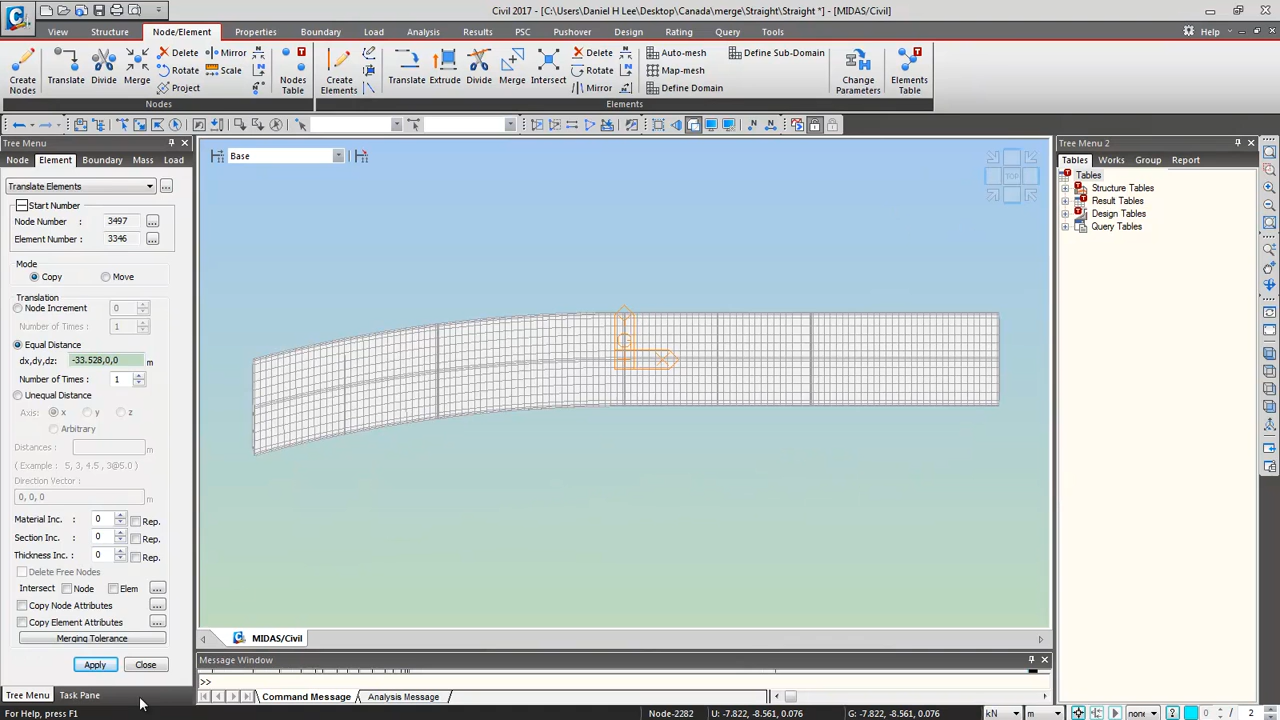 Civil 2017 - [C:\Users\Daniel H Lee\Desktop\Canada\merge\Straight\Straight *] - [MIDAS/Civil]
View Structure Node/Element Properties Boundary Load Analysis Results PSC Pushover Design Rating Query Tools Help
Create Nodes Translate Divide Merge Delete Rotate Project Mirror Scale Nodes Table
Create Elements Translate Extrude Divide Merge Intersect Delete Rotate Mirror Auto-mesh Map-mesh Define Domain Define Sub-Domain Change Parameters Elements Table
Nodes Elements
Tree Menu
Node Element Boundary Mass Load
Translate Elements
Start Number
Node Number : 3497
Element Number : 3346
Mode
Copy Move
Translation
Node Increment 0
Number of Times : 1
Equal Distance
dx,dy,dz: -33.528,0,0 m
Number of Times : 1
Unequal Distance
Axis: x y z
Arbitrary
Distances : m
( Example : 5, 3, 4.5 , 3@5.0 )
Direction Vector :
0, 0, 0 m
Material Inc. : 0 Rep.
Section Inc. : 0 Rep.
Thickness Inc. : 0 Rep.
Delete Free Nodes
Intersect Node Elem
Copy Node Attributes
Copy Element Attributes
Merging Tolerance
Apply Close
Tree Menu Task Pane
Base
TOP
MIDAS/Civil
Message Window
>>
Command Message Analysis Message
Tree Menu 2
Tables Works Group Report
Tables
Structure Tables
Result Tables
Design Tables
Query Tables
For Help, press F1 Node-2282 U: -7.822, -8.561, 0.076 G: -7.822, -8.561, 0.076 kN m none 0 / 2